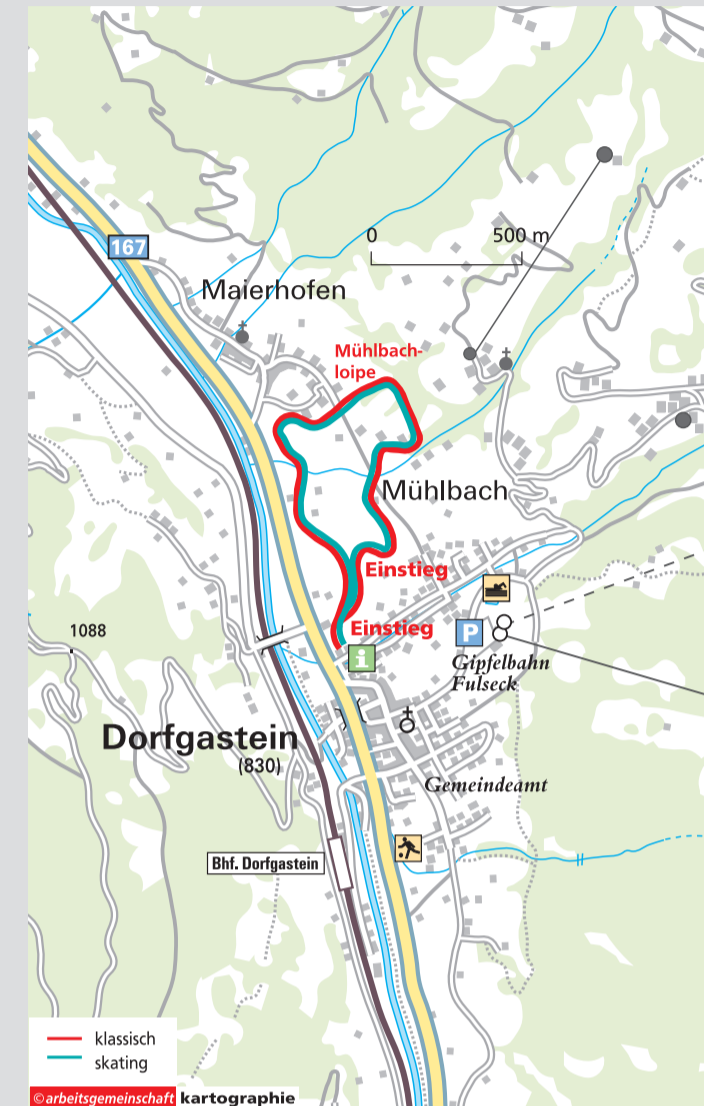 0 500 m
167
Maierhofen
Mühlbach-
loipe
Mühlbach
Einstieg
Einstieg
1088
P
i
Gipfelbahn
Fulseck
Dorfgastein
(830)
Gemeindeamt
Bhf. Dorfgastein
klassisch
skating
©arbeitsgemeinschaft kartographie